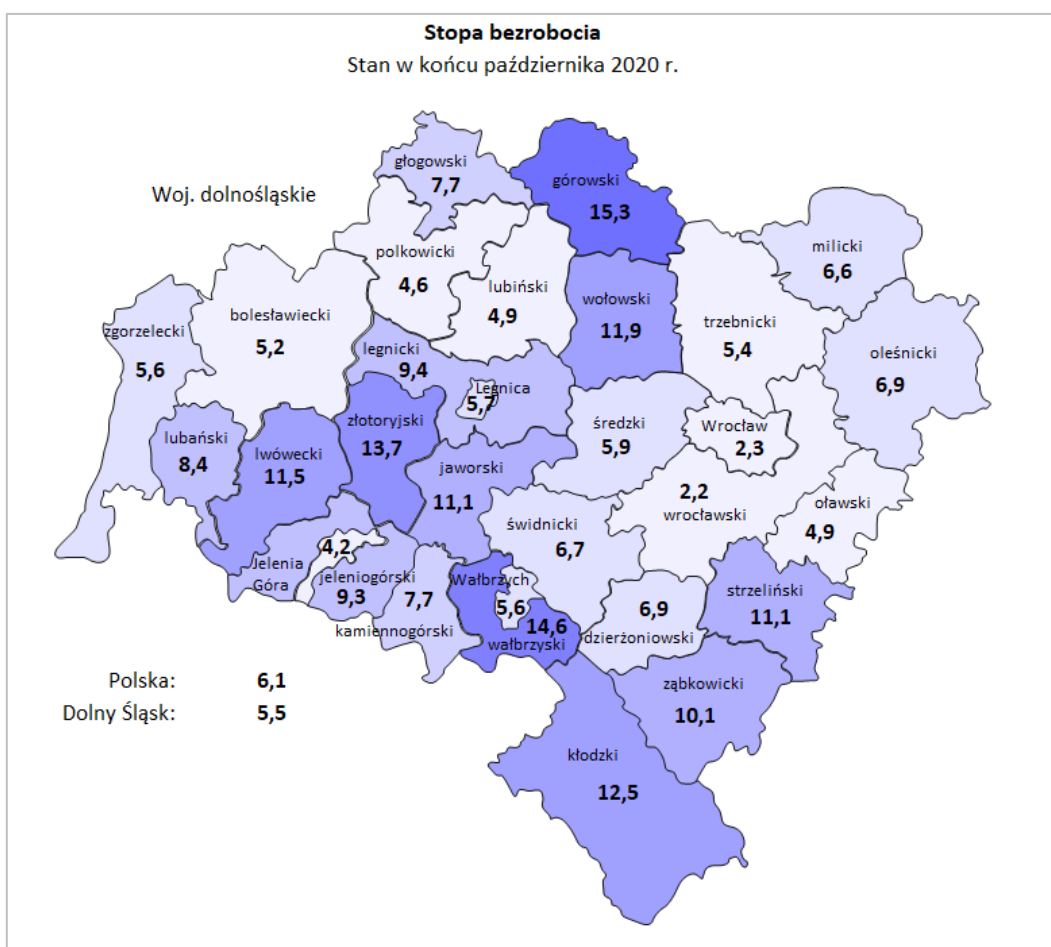 Stopa bezrobocia
Stan w końcu października 2020 r.
Woj. dolnośląskie
głogowski
7,7
górowski
15,3
milicki
6,6
polkowicki
4,6
lubiński
4,9
wołowski
11,9
trzebnicki
5,4
oleśnicki
6,9
zgorzelecki
5,6
bolesławiecki
5,2
legnicki
9,4
Legnica
5,7
złotoryjski
13,7
lubański
8,4
lwówecki
11,5
jaworski
11,1
średzki
5,9
Wrocław
2,3
2,2
wrocławski
oławski
4,9
świdnicki
6,7
4,2
Jelenia
Góra
jeleniogórski
9,3
7,7
kamiennogórski
Wałbrzych
5,6
14,6
wałbrzyski
6,9
dzierżoniowski
strzeliński
11,1
ząbkowicki
10,1
kłodzki
12,5
Polska: 6,1
Dolny Śląsk: 5,5